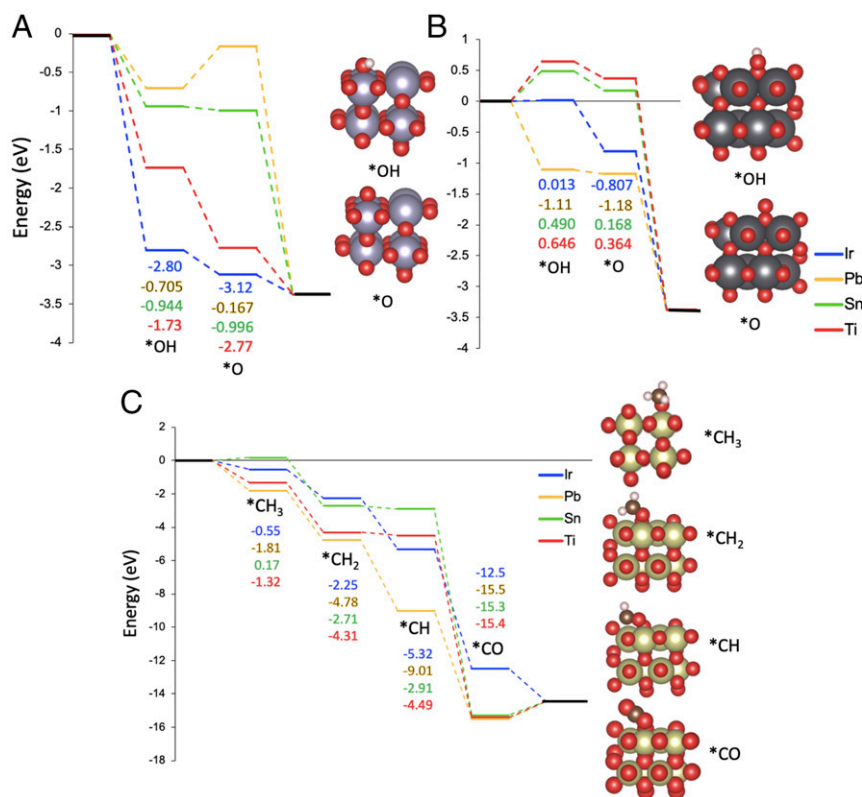 A
Energy (eV)
0
-0.5
-1
-1.5
-2
-2.5
-3
-3.5
-4
-2.80
-0.705
-0.944
-1.73
*OH
-3.12
-0.167
-0.996
-2.77
*O
*OH
*O
B
Energy (eV)
1
0.5
0
-0.5
-1
-1.5
-2
-2.5
-3
-3.5
-4
0.013
-1.11
0.490
0.646
*OH
-0.807
-1.18
0.168
0.364
*O
*OH
*O
Ir
Pb
Sn
Ti
C
Energy (eV)
2
0
-2
-4
-6
-8
-10
-12
-14
-16
-18
*CH3
-0.55
-1.81
0.17
-1.32
*CH2
-2.25
-4.78
-2.71
-4.31
*CH
-5.32
-9.01
-2.91
-4.49
-12.5
-15.5
-15.3
-15.4
*CO
Ir
Pb
Sn
Ti
*CH3
*CH2
*CH
*CO